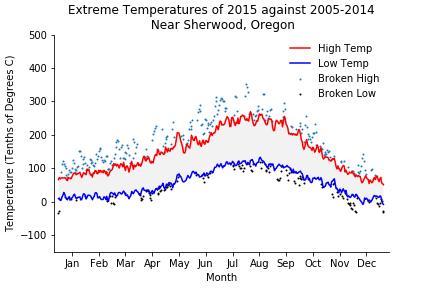 Extreme Temperatures of 2015 against 2005-2014
Near Sherwood, Oregon
High Temp
Low Temp
Broken High
Broken Low
Temperature (Tenths of Degrees C)
500
400
300
200
100
0
−100
Jan Feb Mar Apr May Jun Jul Aug Sep Oct Nov Dec
Month